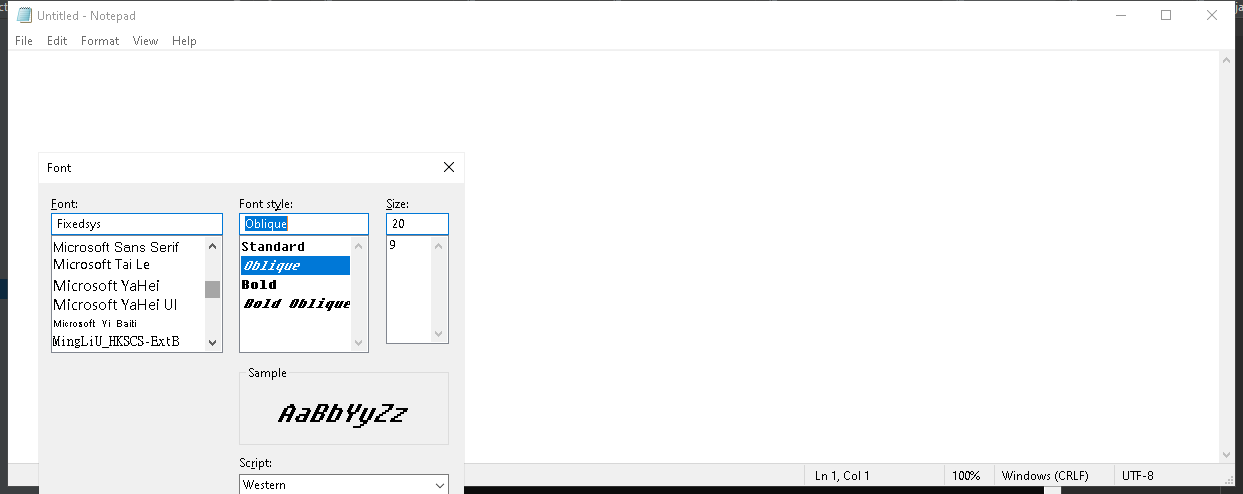 Untitled - Notepad
File Edit Format View Help
Font
Font: Font style: Size:
Fixedsys Oblique 20
Microsoft Sans Serif
Microsoft Tai Le
Microsoft YaHei
Microsoft YaHei UI
Microsoft Yi Baiti
MingLiU_HKSCS-ExtB
Standard
Oblique
Bold
Bold Oblique
9
Sample
AaBbYyZz
Script:
Western
Ln 1, Col 1 100% Windows (CRLF) UTF-8